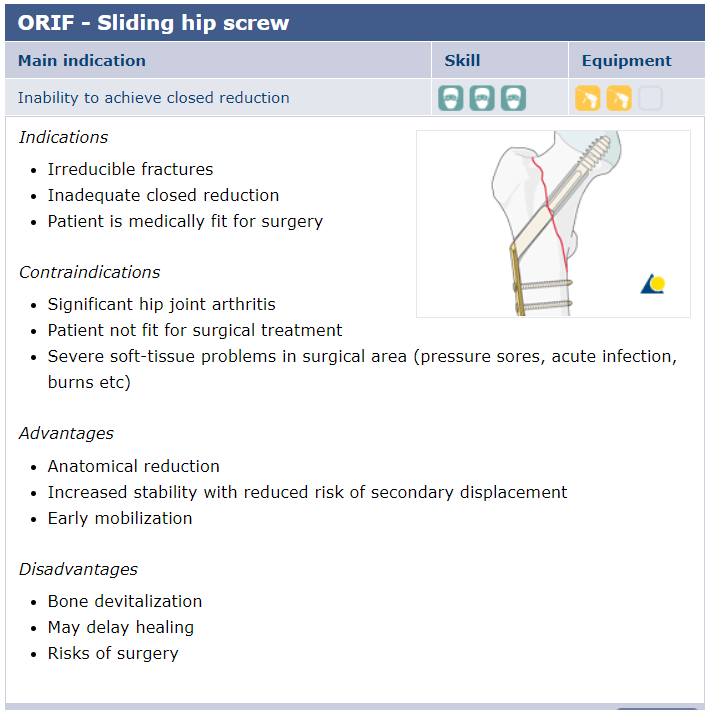 ORIF - Sliding hip screw
Main indication
Skill
Equipment
Inability to achieve closed reduction
Indications
Irreducible fractures
Inadequate closed reduction
Patient is medically fit for surgery
Contraindications
Significant hip joint arthritis
Patient not fit for surgical treatment
Severe soft-tissue problems in surgical area (pressure sores, acute infection,
burns etc)
Advantages
Anatomical reduction
Increased stability with reduced risk of secondary displacement
Early mobilization
Disadvantages
Bone devitalization
May delay healing
Risks of surgery